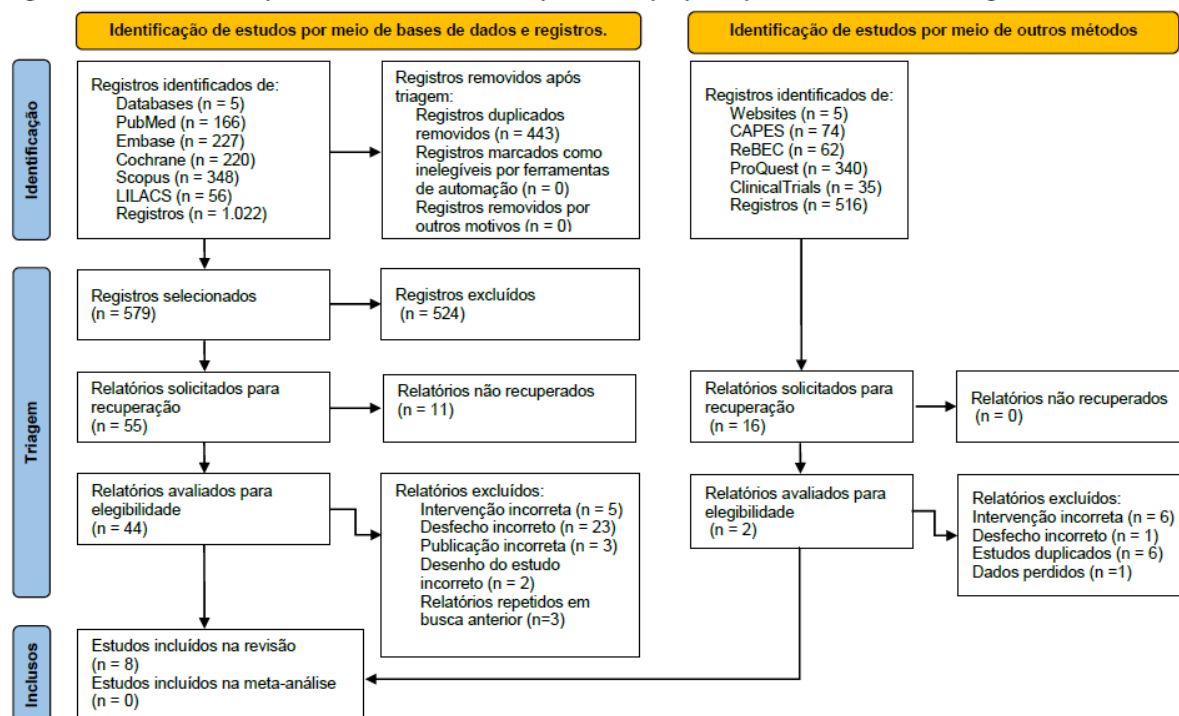 Identificação de estudos por meio de bases de dados e registros.
Identificação de estudos por meio de outros métodos
Identificação
Registros identificados de:
Databases (n = 5)
PubMed (n = 166)
Embase (n = 227)
Cochrane (n = 220)
Scopus (n = 348)
LILACS (n = 56)
Registros (n = 1.022)
Registros removidos após
triagem:
Registros duplicados
removidos (n = 443)
Registros marcados como
inelegíveis por ferramentas
de automação (n = 0)
Registros removidos por
outros motivos (n = 0)
Registros identificados de:
Websites (n = 5)
CAPES (n = 74)
ReBEC (n = 62)
ProQuest (n = 340)
ClinicalTrials (n = 35)
Registros (n = 516)
Triagem
Registros selecionados
(n = 579)
Registros excluídos
(n = 524)
Relatórios solicitados para
recuperação
(n = 55)
Relatórios não recuperados
(n = 11)
Relatórios solicitados para
recuperação
(n = 16)
Relatórios não recuperados
(n = 0)
Relatórios avaliados para
elegibilidade
(n = 44)
Relatórios excluídos:
Intervenção incorreta (n = 5)
Desfecho incorreto (n = 23)
Publicação incorreta (n = 3)
Desenho do estudo
incorreto (n = 2)
Relatórios repetidos em
busca anterior (n=3)
Relatórios avaliados para
elegibilidade
(n = 2)
Relatórios excluídos:
Intervenção incorreta (n = 6)
Desfecho incorreto (n = 1)
Estudos duplicados (n = 6)
Dados perdidos (n =1)
Inclusos
Estudos incluídos na revisão
(n = 8)
Estudos incluídos na meta-análise
(n = 0)